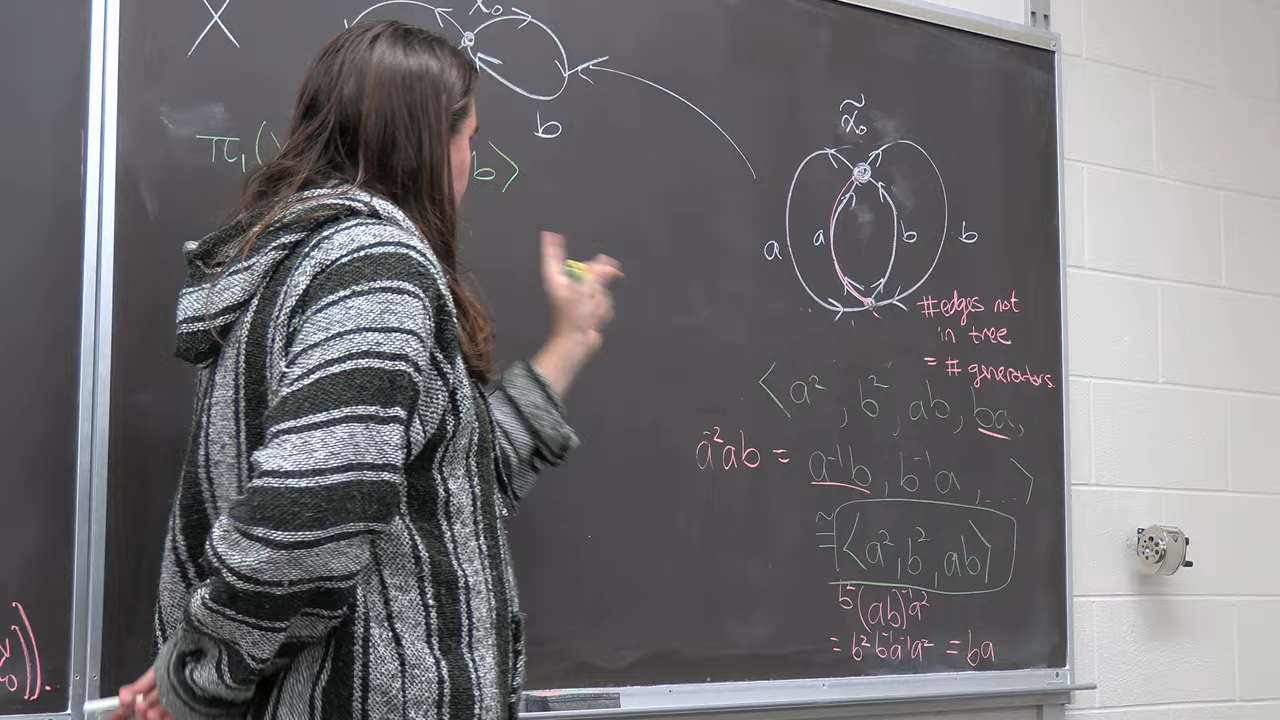 X
x₀
b
π₁(
b⟩
x̃₀
a a b b
#edges not
in tree
= # generators
⟨a², b², ab, ba,
a⁻²ab = a⁻¹b, b⁻¹a, ...⟩
≅ ⟨a², b², ab⟩
b²(ab)⁻¹a²
= b²b⁻¹a⁻¹a² = ba